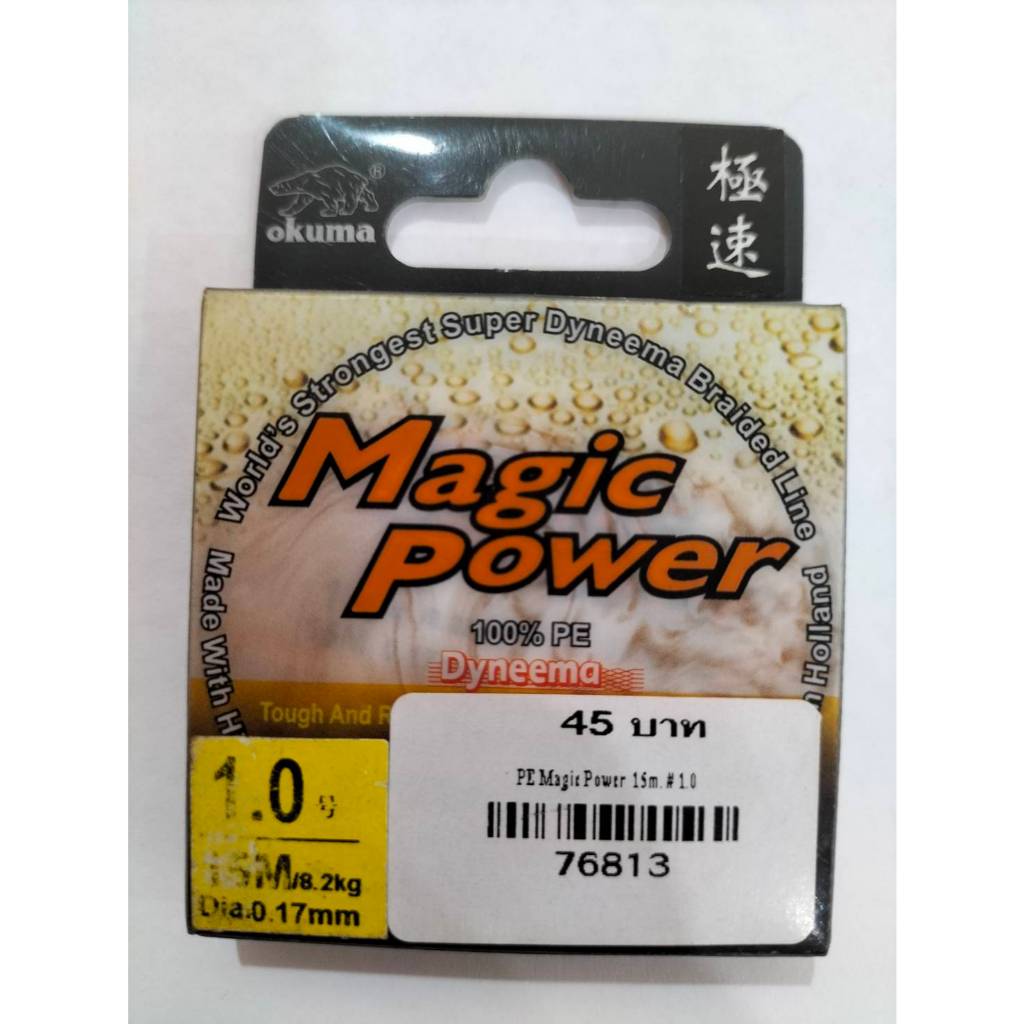 okuma®
極速
World's Strongest Super Dyneema Braided Line
Magic
Power
100% PE
Dyneema
Made With
Holland
Tough And
45 บาท
PE Magic Power 15m. # 1.0
76813
1.0 号
15M/8.2kg
Dia.0.17mm